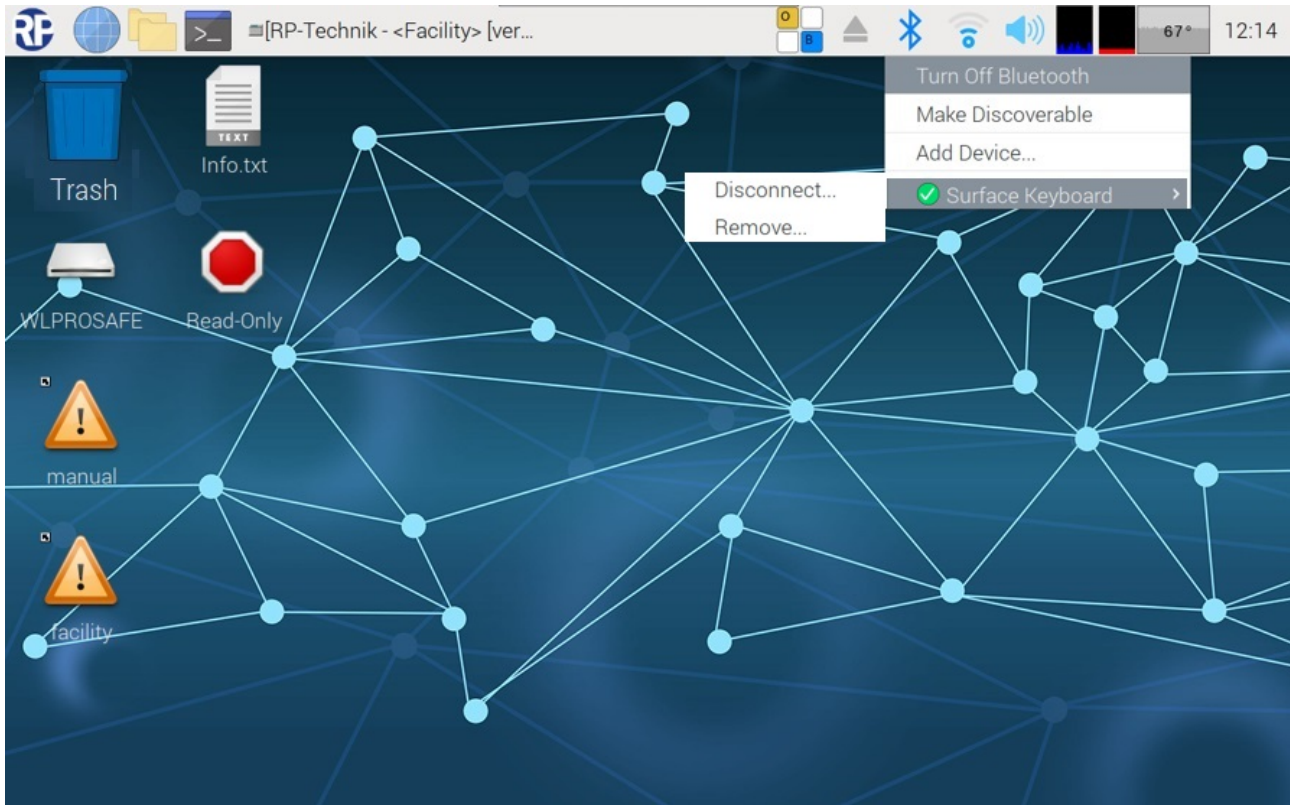 RP
>_
[RP-Technik - <Facility> [ver...
O
B
67°
12:14
Turn Off Bluetooth
Make Discoverable
Add Device...
Surface Keyboard
Disconnect...
Remove...
Trash
TEXT
Info.txt
WLPROSAFE
Read-Only
manual
facility